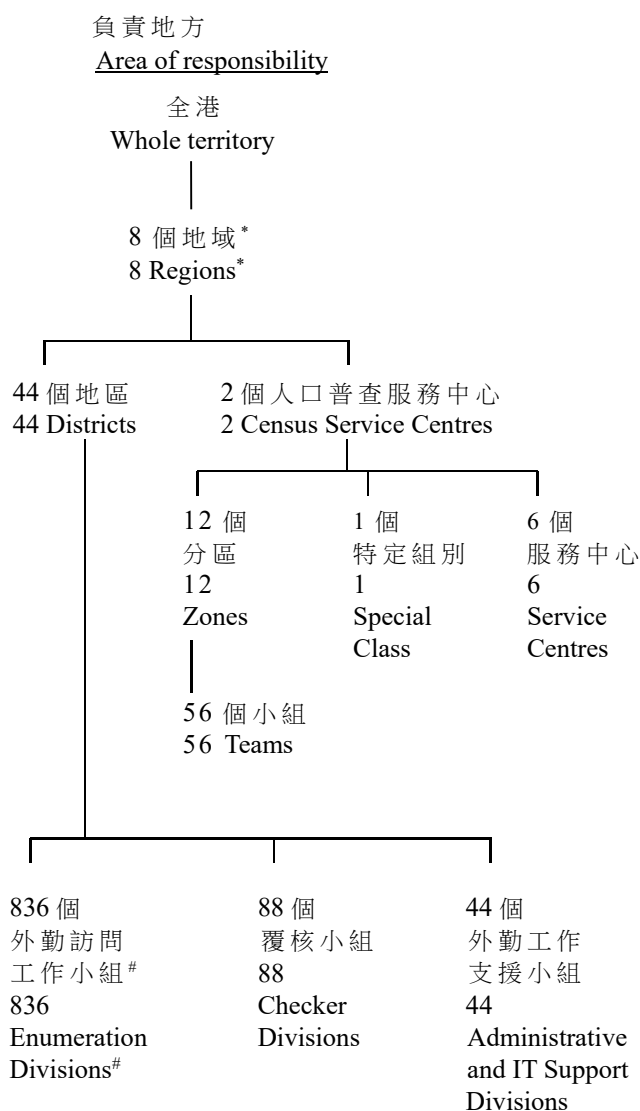 負責地方
Area of responsibility
全港
Whole territory
8 個地域*
8 Regions*
44 個地區
44 Districts
2 個人口普查服務中心
2 Census Service Centres
12 個
分區
12
Zones
1 個
特定組別
1
Special
Class
6 個
服務中心
6
Service
Centres
56 個小組
56 Teams
836 個
外勤訪問
工作小組#
836
Enumeration
Divisions#
88 個
覆核小組
88
Checker
Divisions
44 個
外勤工作
支援小組
44
Administrative
and IT Support
Divisions